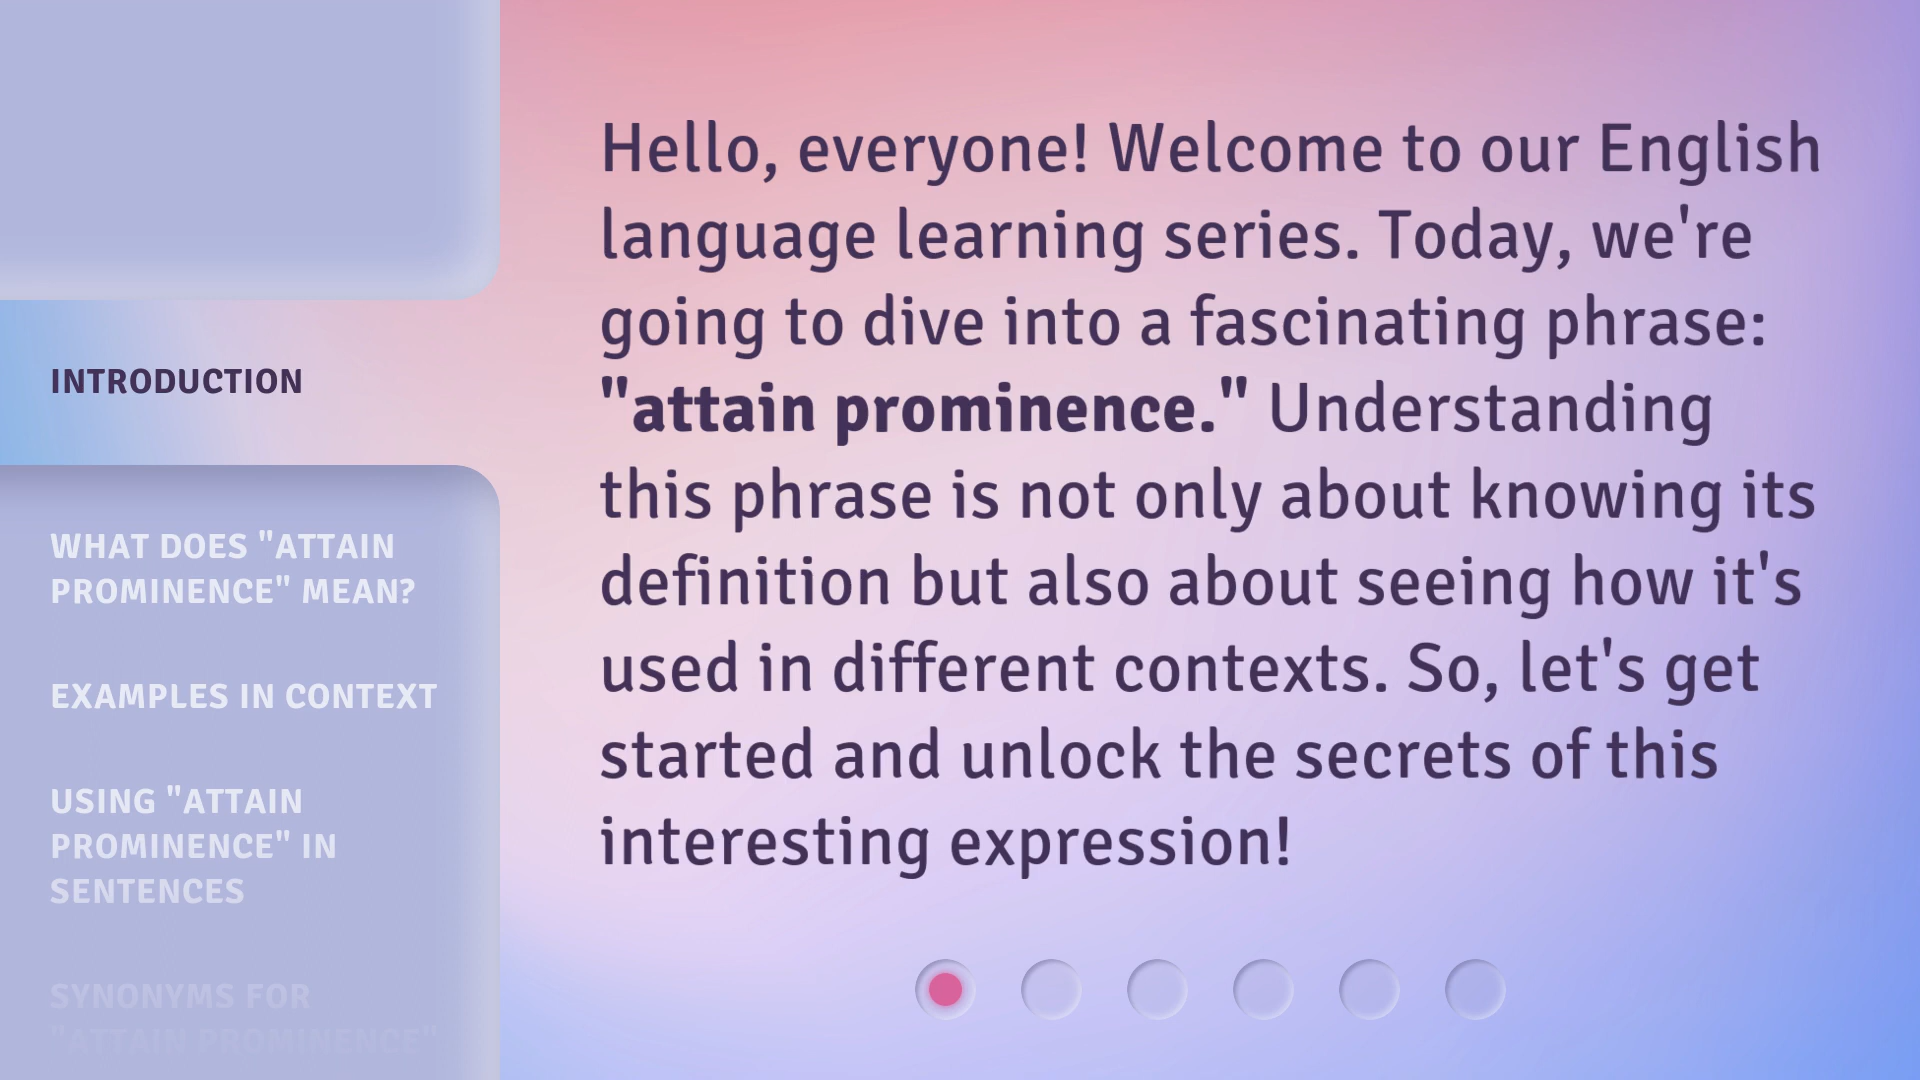 INTRODUCTION
WHAT DOES "ATTAIN
PROMINENCE" MEAN?
EXAMPLES IN CONTEXT
USING "ATTAIN
PROMINENCE" IN
SENTENCES
SYNONYMS FOR
"ATTAIN PROMINENCE"
Hello, everyone! Welcome to our English
language learning series. Today, we're
going to dive into a fascinating phrase:
"attain prominence." Understanding
this phrase is not only about knowing its
definition but also about seeing how it's
used in different contexts. So, let's get
started and unlock the secrets of this
interesting expression!